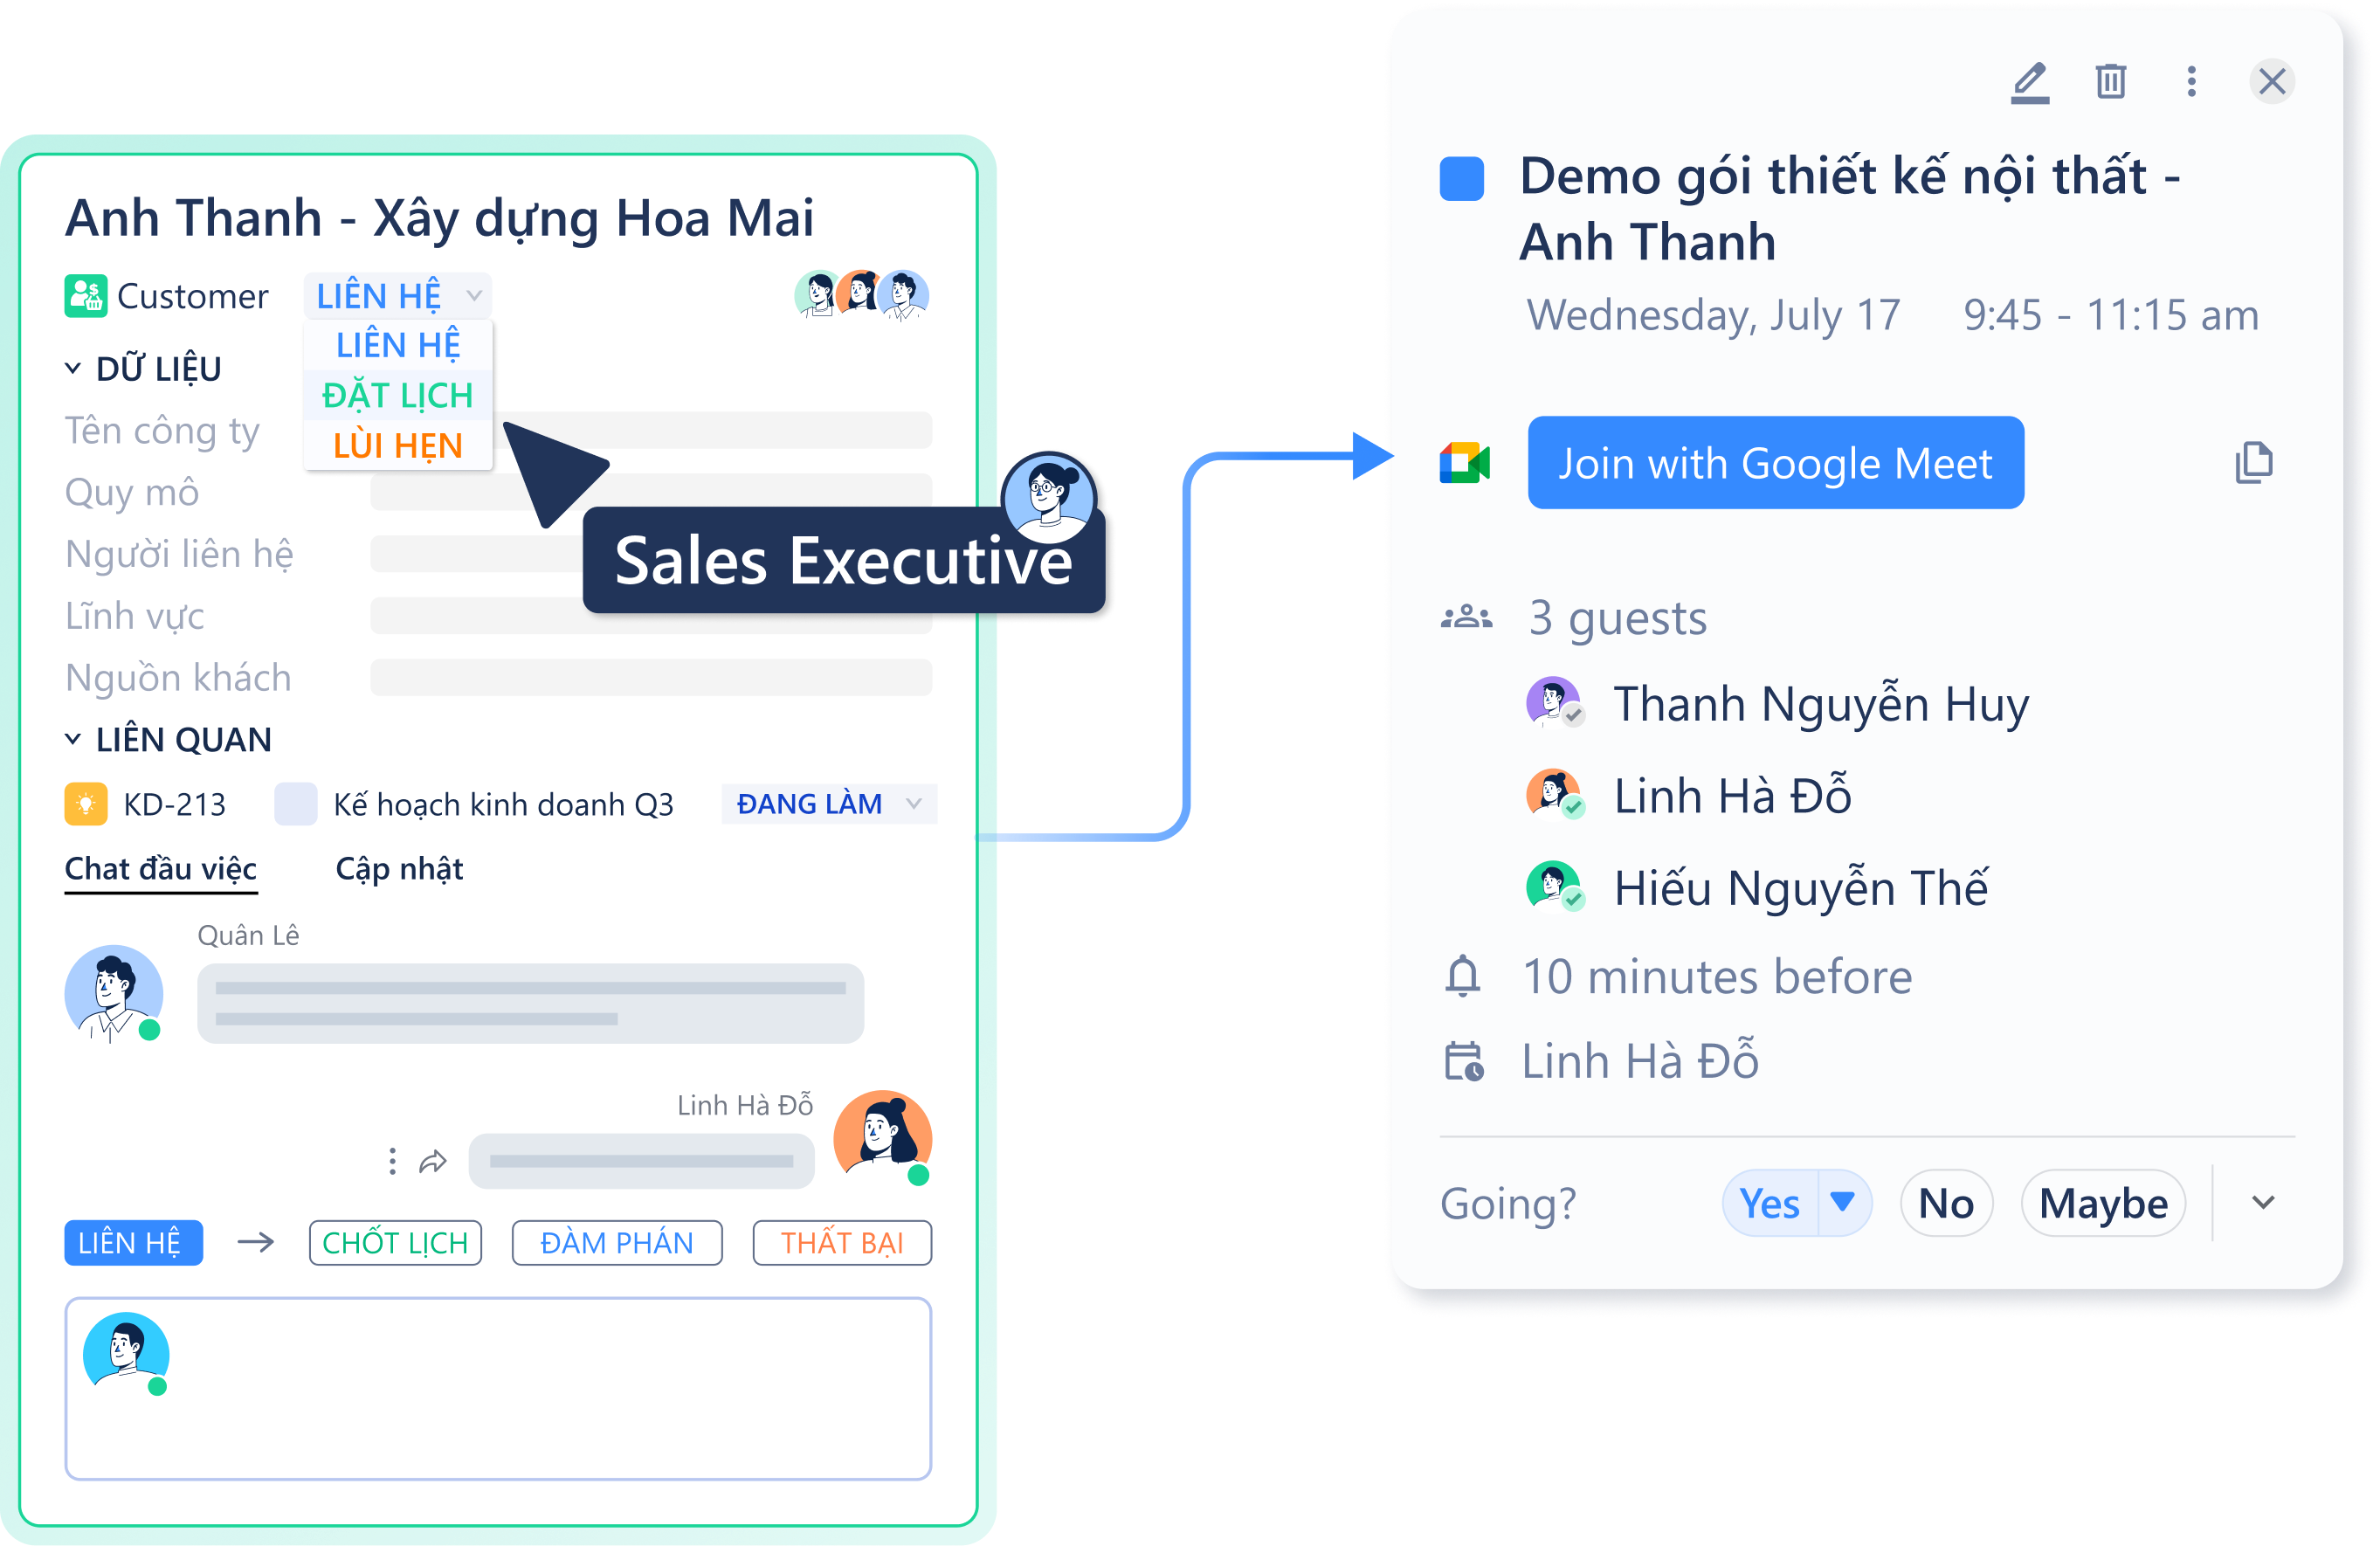 Anh Thanh - Xây dựng Hoa Mai
Customer
LIÊN HỆ
LIÊN HỆ
ĐẶT LỊCH
LÙI HẸN
DỮ LIỆU
Tên công ty
Quy mô
Người liên hệ
Lĩnh vực
Nguồn khách
Sales Executive
LIÊN QUAN
KD-213 Kế hoạch kinh doanh Q3 ĐANG LÀM
Chat đầu việc Cập nhật
Quân Lê
Linh Hà Đỗ
LIÊN HỆ CHỐT LỊCH ĐÀM PHÁN THẤT BẠI
Demo gói thiết kế nội thất -
Anh Thanh
Wednesday, July 17 9:45 - 11:15 am
Join with Google Meet
3 guests
Thanh Nguyễn Huy
Linh Hà Đỗ
Hiếu Nguyễn Thế
10 minutes before
Linh Hà Đỗ
Going? Yes No Maybe